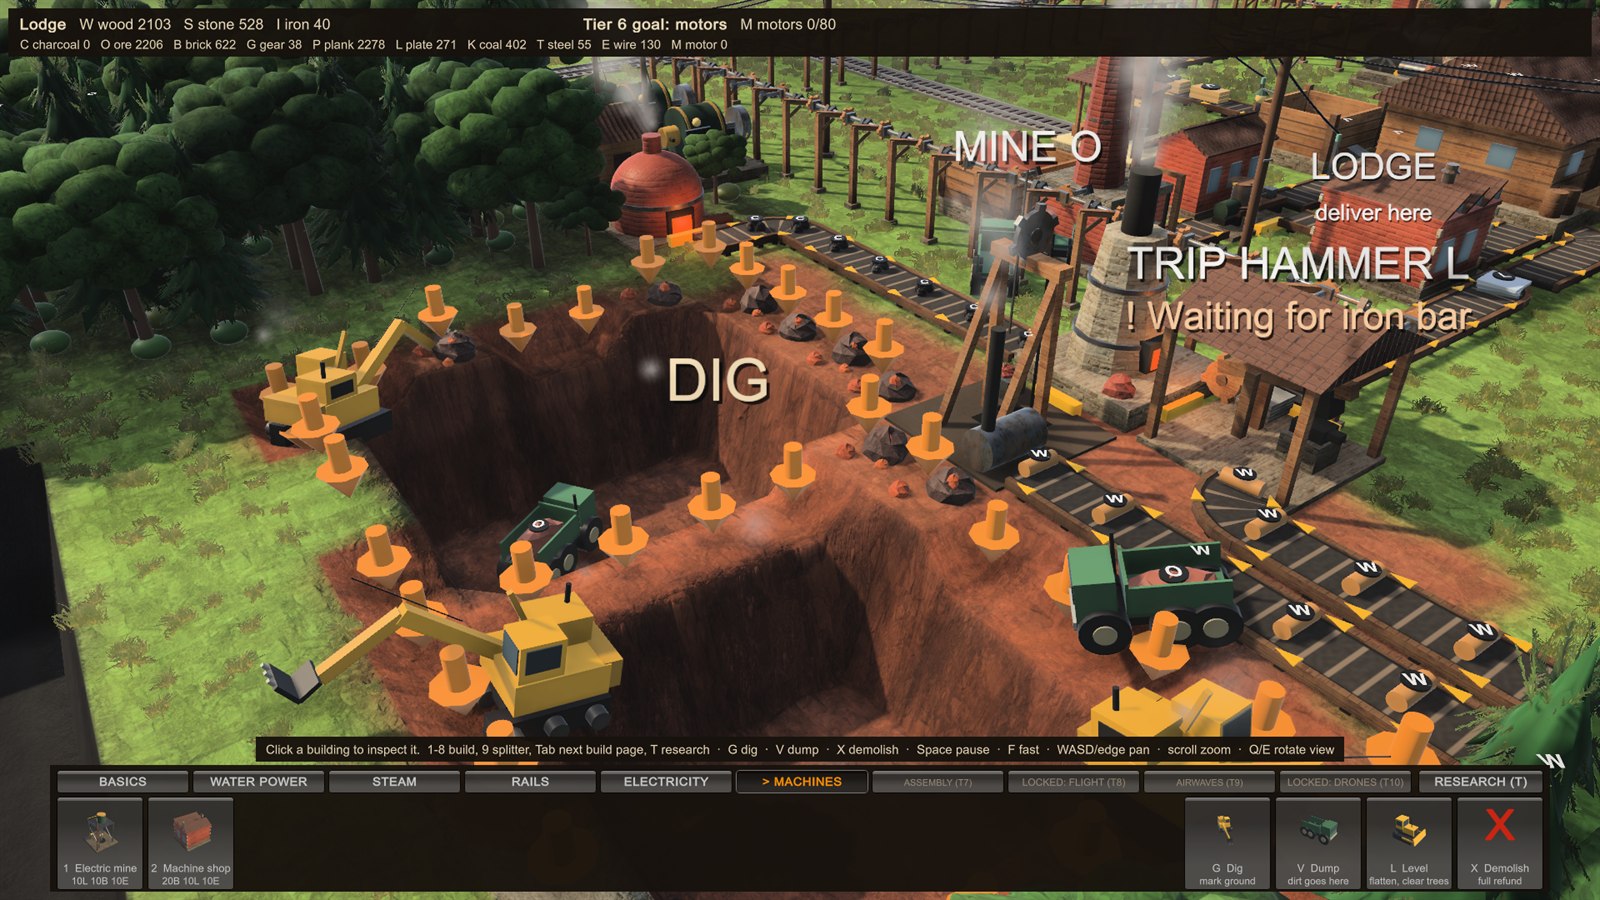 Lodge W wood 2103 S stone 528 I iron 40
Tier 6 goal: motors M motors 0/80
C charcoal 0 O ore 2206 B brick 622 G gear 38 P plank 2278 L plate 271 K coal 402 T steel 55 E wire 130 M motor 0
MINE O
LODGE
deliver here
TRIP HAMMER L
! Waiting for iron bar
DIG
C
C
C
C
C
C
W
W
W
W
W
O
W
O
W
W
W
W
W
Click a building to inspect it. 1-8 build, 9 splitter, Tab next build page, T research · G dig · V dump · X demolish · Space pause · F fast · WASD/edge pan · scroll zoom · Q/E rotate view
BASICS
WATER POWER
STEAM
RAILS
ELECTRICITY
> MACHINES
ASSEMBLY (T7)
LOCKED: FLIGHT (T8)
AIRWAYS (T9)
LOCKED: DRONES (T10)
RESEARCH (T)
1 Electric mine
10L 10B 10E
2 Machine shop
20B 10L 10E
G Dig
mark ground
V Dump
dirt goes here
L Level
flatten, clear trees
X Demolish
full refund